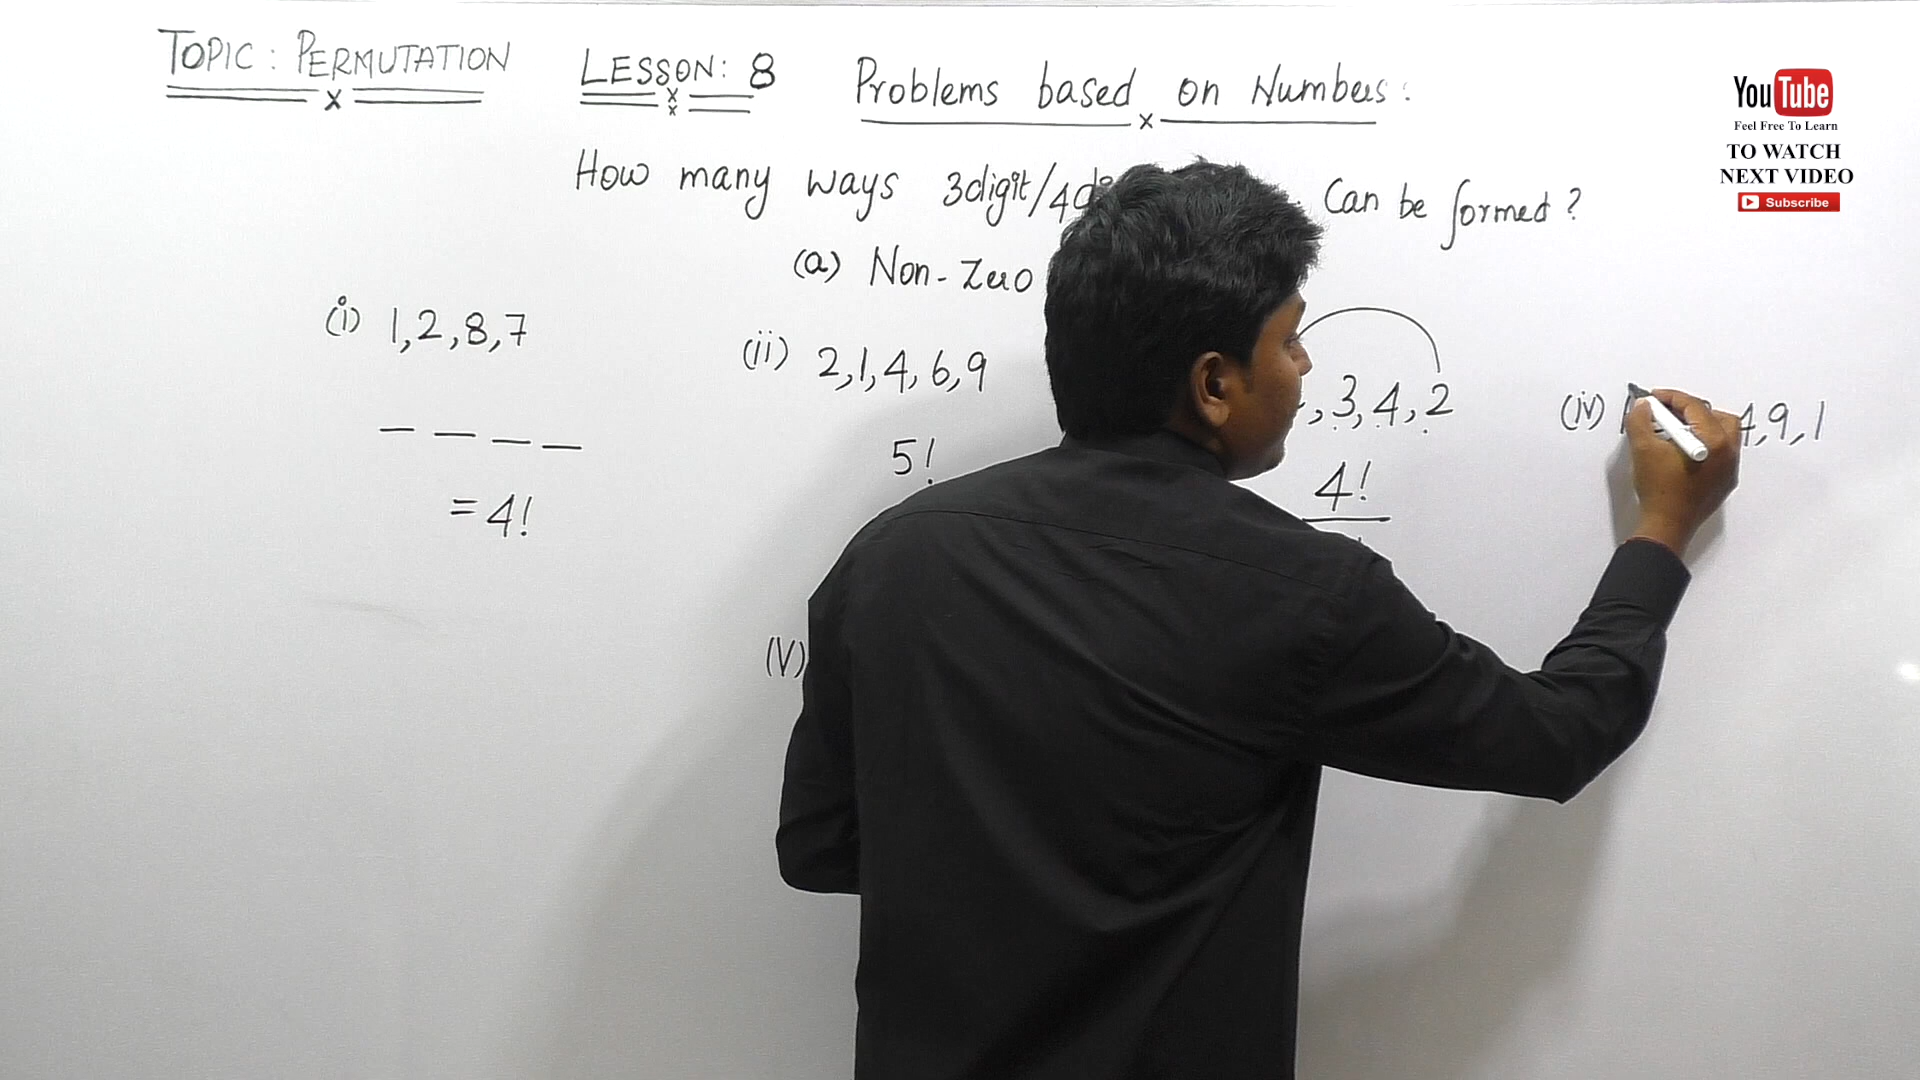 TOPIC: PERMUTATION LESSON: 8 Problems based on Numbers:
How many ways 3digit/4di Can be formed?
(a) Non-Zero
(i) 1,2,8,7
(ii) 2,1,4,6,9
,3,4,2
(iv) 4,9,1
5!
4!
= 4!
(V)
YouTube
Feel Free To Learn
TO WATCH
NEXT VIDEO
Subscribe